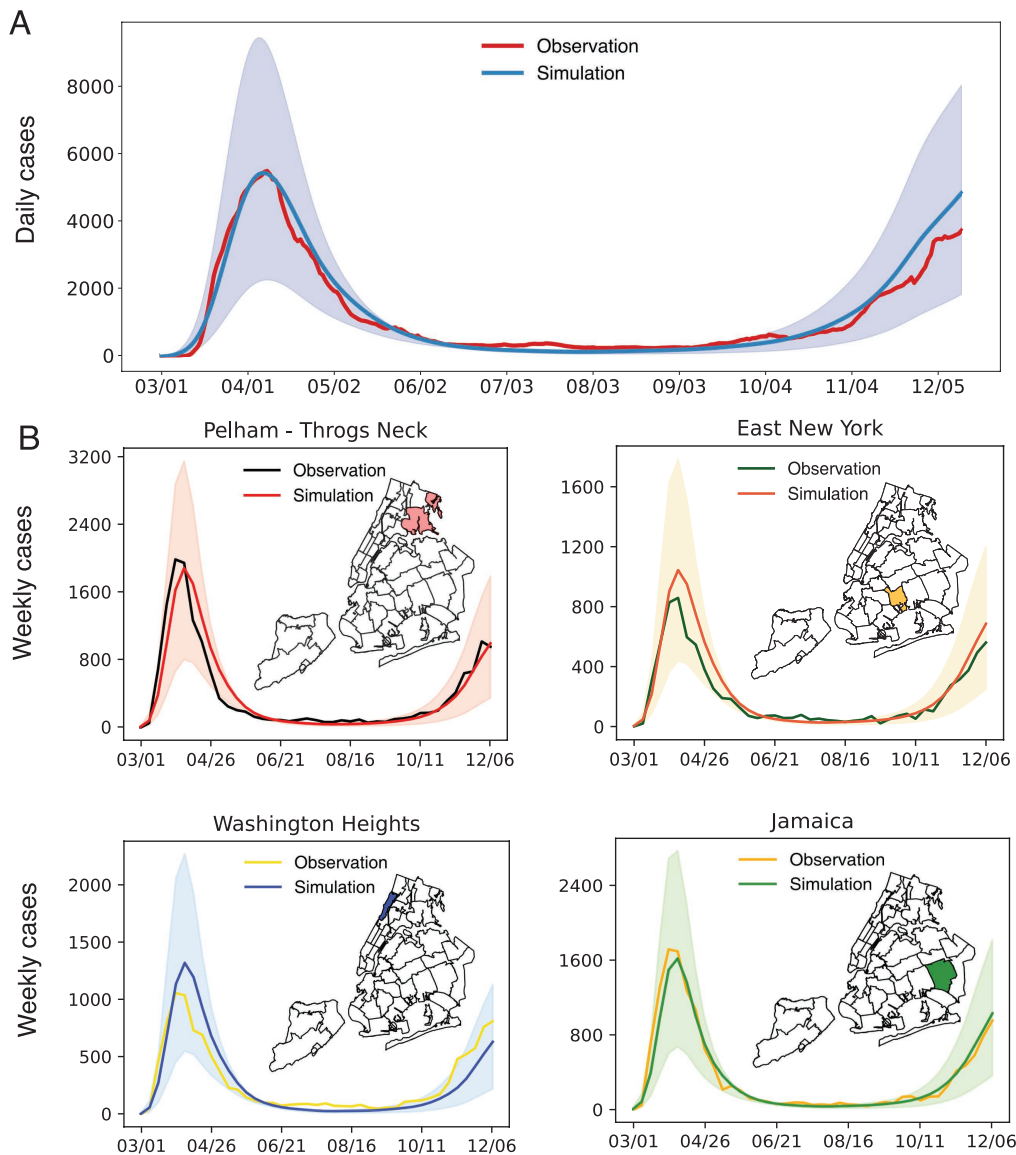 A
Observation
Simulation
Daily cases
8000
6000
4000
2000
0
03/01 04/01 05/02 06/02 07/03 08/03 09/03 10/04 11/04 12/05
B
Pelham - Throgs Neck
Observation
Simulation
Weekly cases
3200
2400
1600
800
0
03/01 04/26 06/21 08/16 10/11 12/06
East New York
Observation
Simulation
1600
1200
800
400
0
03/01 04/26 06/21 08/16 10/11 12/06
Washington Heights
Observation
Simulation
Weekly cases
2000
1500
1000
500
0
03/01 04/26 06/21 08/16 10/11 12/06
Jamaica
Observation
Simulation
2400
1600
800
0
03/01 04/26 06/21 08/16 10/11 12/06